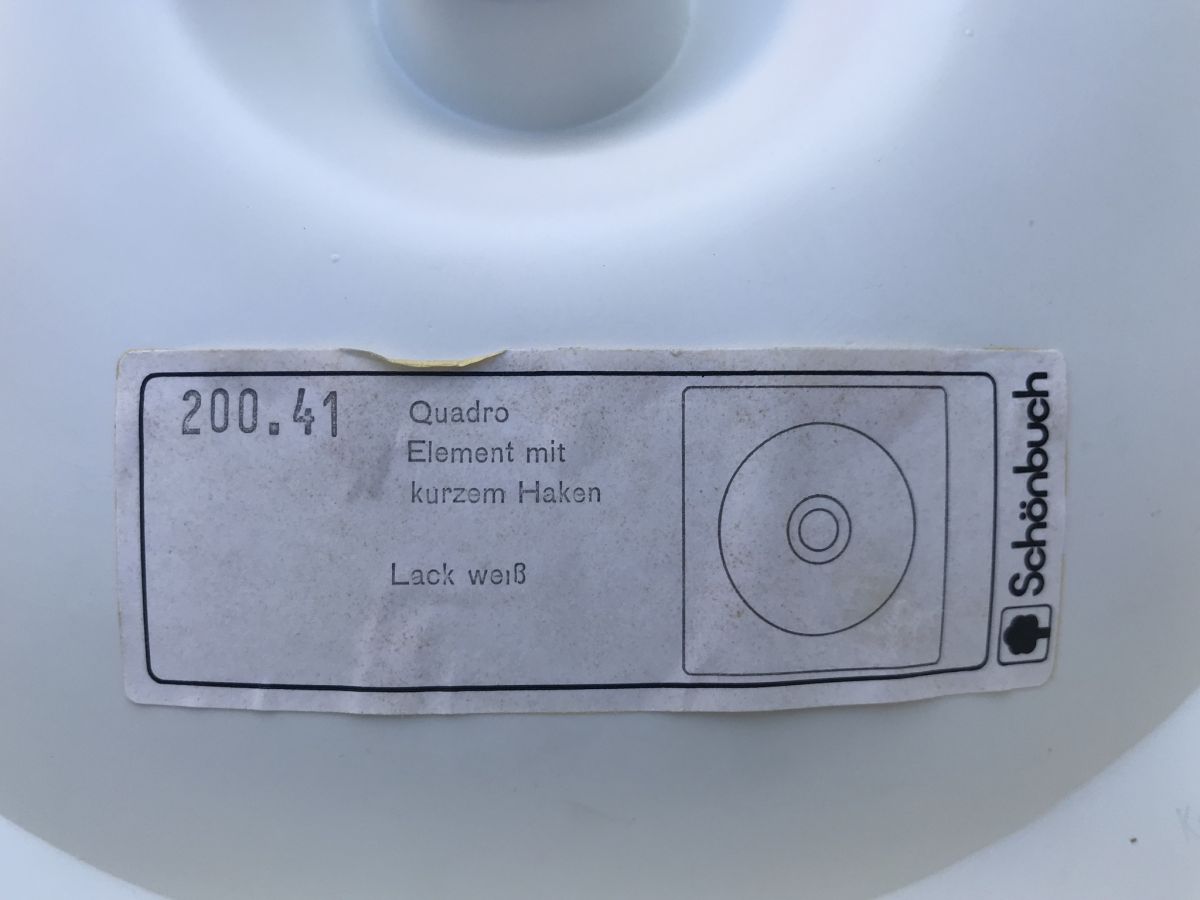 200.41
Quadro
Element mit
kurzem Haken
Lack weiß
Schönbuch